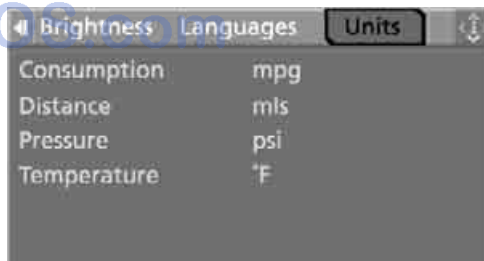 Brightness Languages Units
Consumption mpg
Distance mls
Pressure psi
Temperature °F